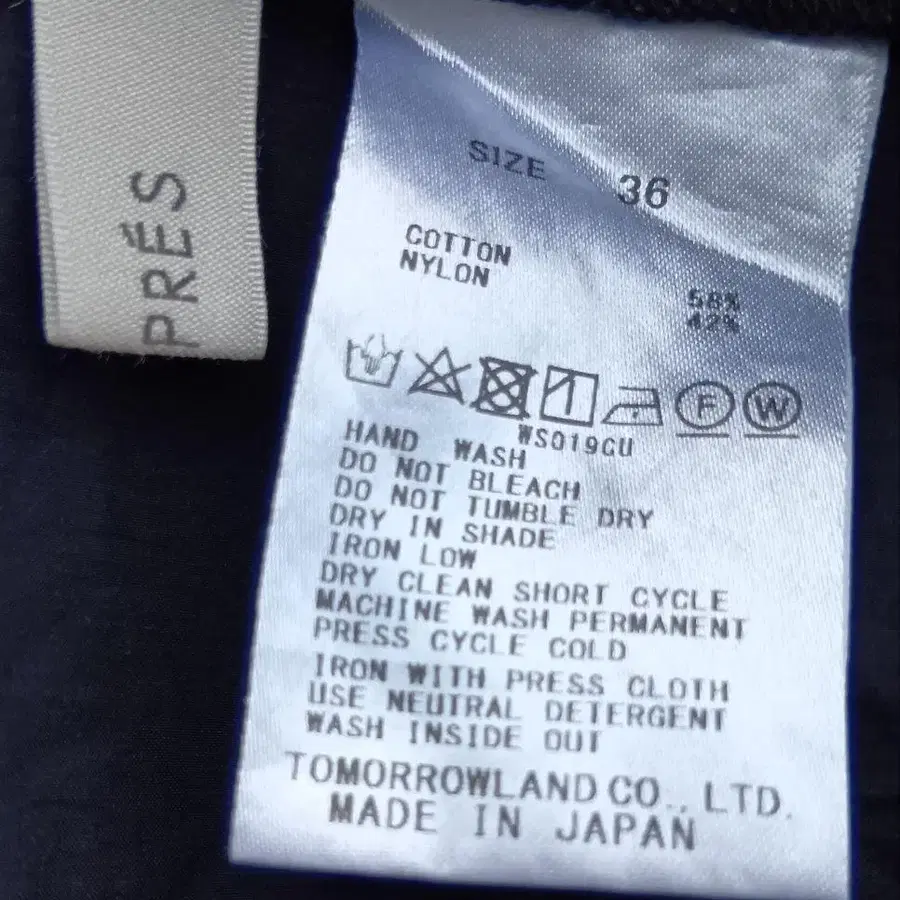 PRÉS
SIZE 36
COTTON 58%
NYLON 42%
F W
WS019GU
HAND WASH
DO NOT BLEACH
DO NOT TUMBLE DRY
DRY IN SHADE
IRON LOW
DRY CLEAN SHORT CYCLE
MACHINE WASH PERMANENT
PRESS CYCLE COLD
IRON WITH PRESS CLOTH
USE NEUTRAL DETERGENT
WASH INSIDE OUT
TOMORROWLAND CO., LTD.
MADE IN JAPAN